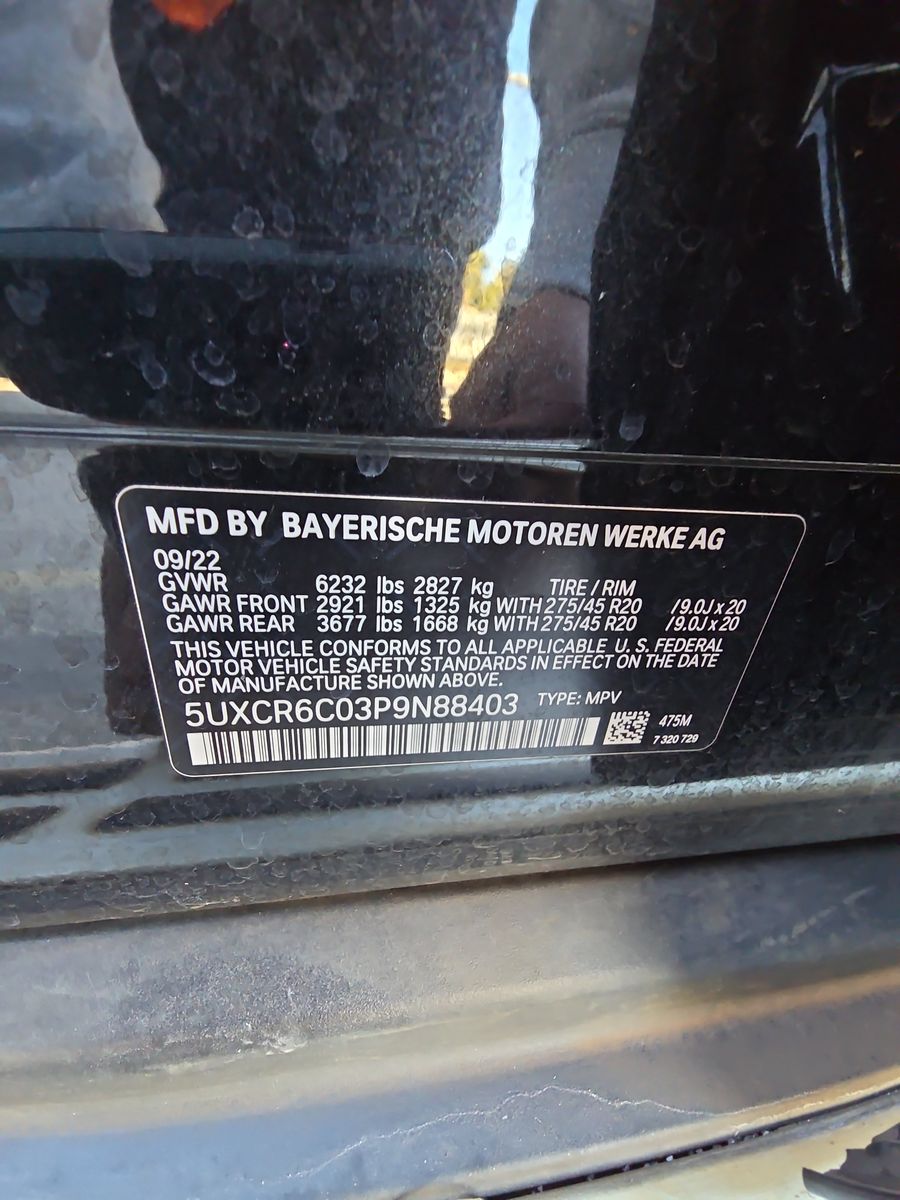 MFD BY BAYERISCHE MOTOREN WERKE AG
09/22
GVWR 6232 lbs 2827 kg TIRE / RIM
GAWR FRONT 2921 lbs 1325 kg WITH 275/45 R20 /9.0J x 20
GAWR REAR 3677 lbs 1668 kg WITH 275/45 R20 /9.0J x 20
THIS VEHICLE CONFORMS TO ALL APPLICABLE U. S. FEDERAL
MOTOR VEHICLE SAFETY STANDARDS IN EFFECT ON THE DATE
OF MANUFACTURE SHOWN ABOVE.
5UXCR6C03P9N88403 TYPE: MPV
475M
7 320 729